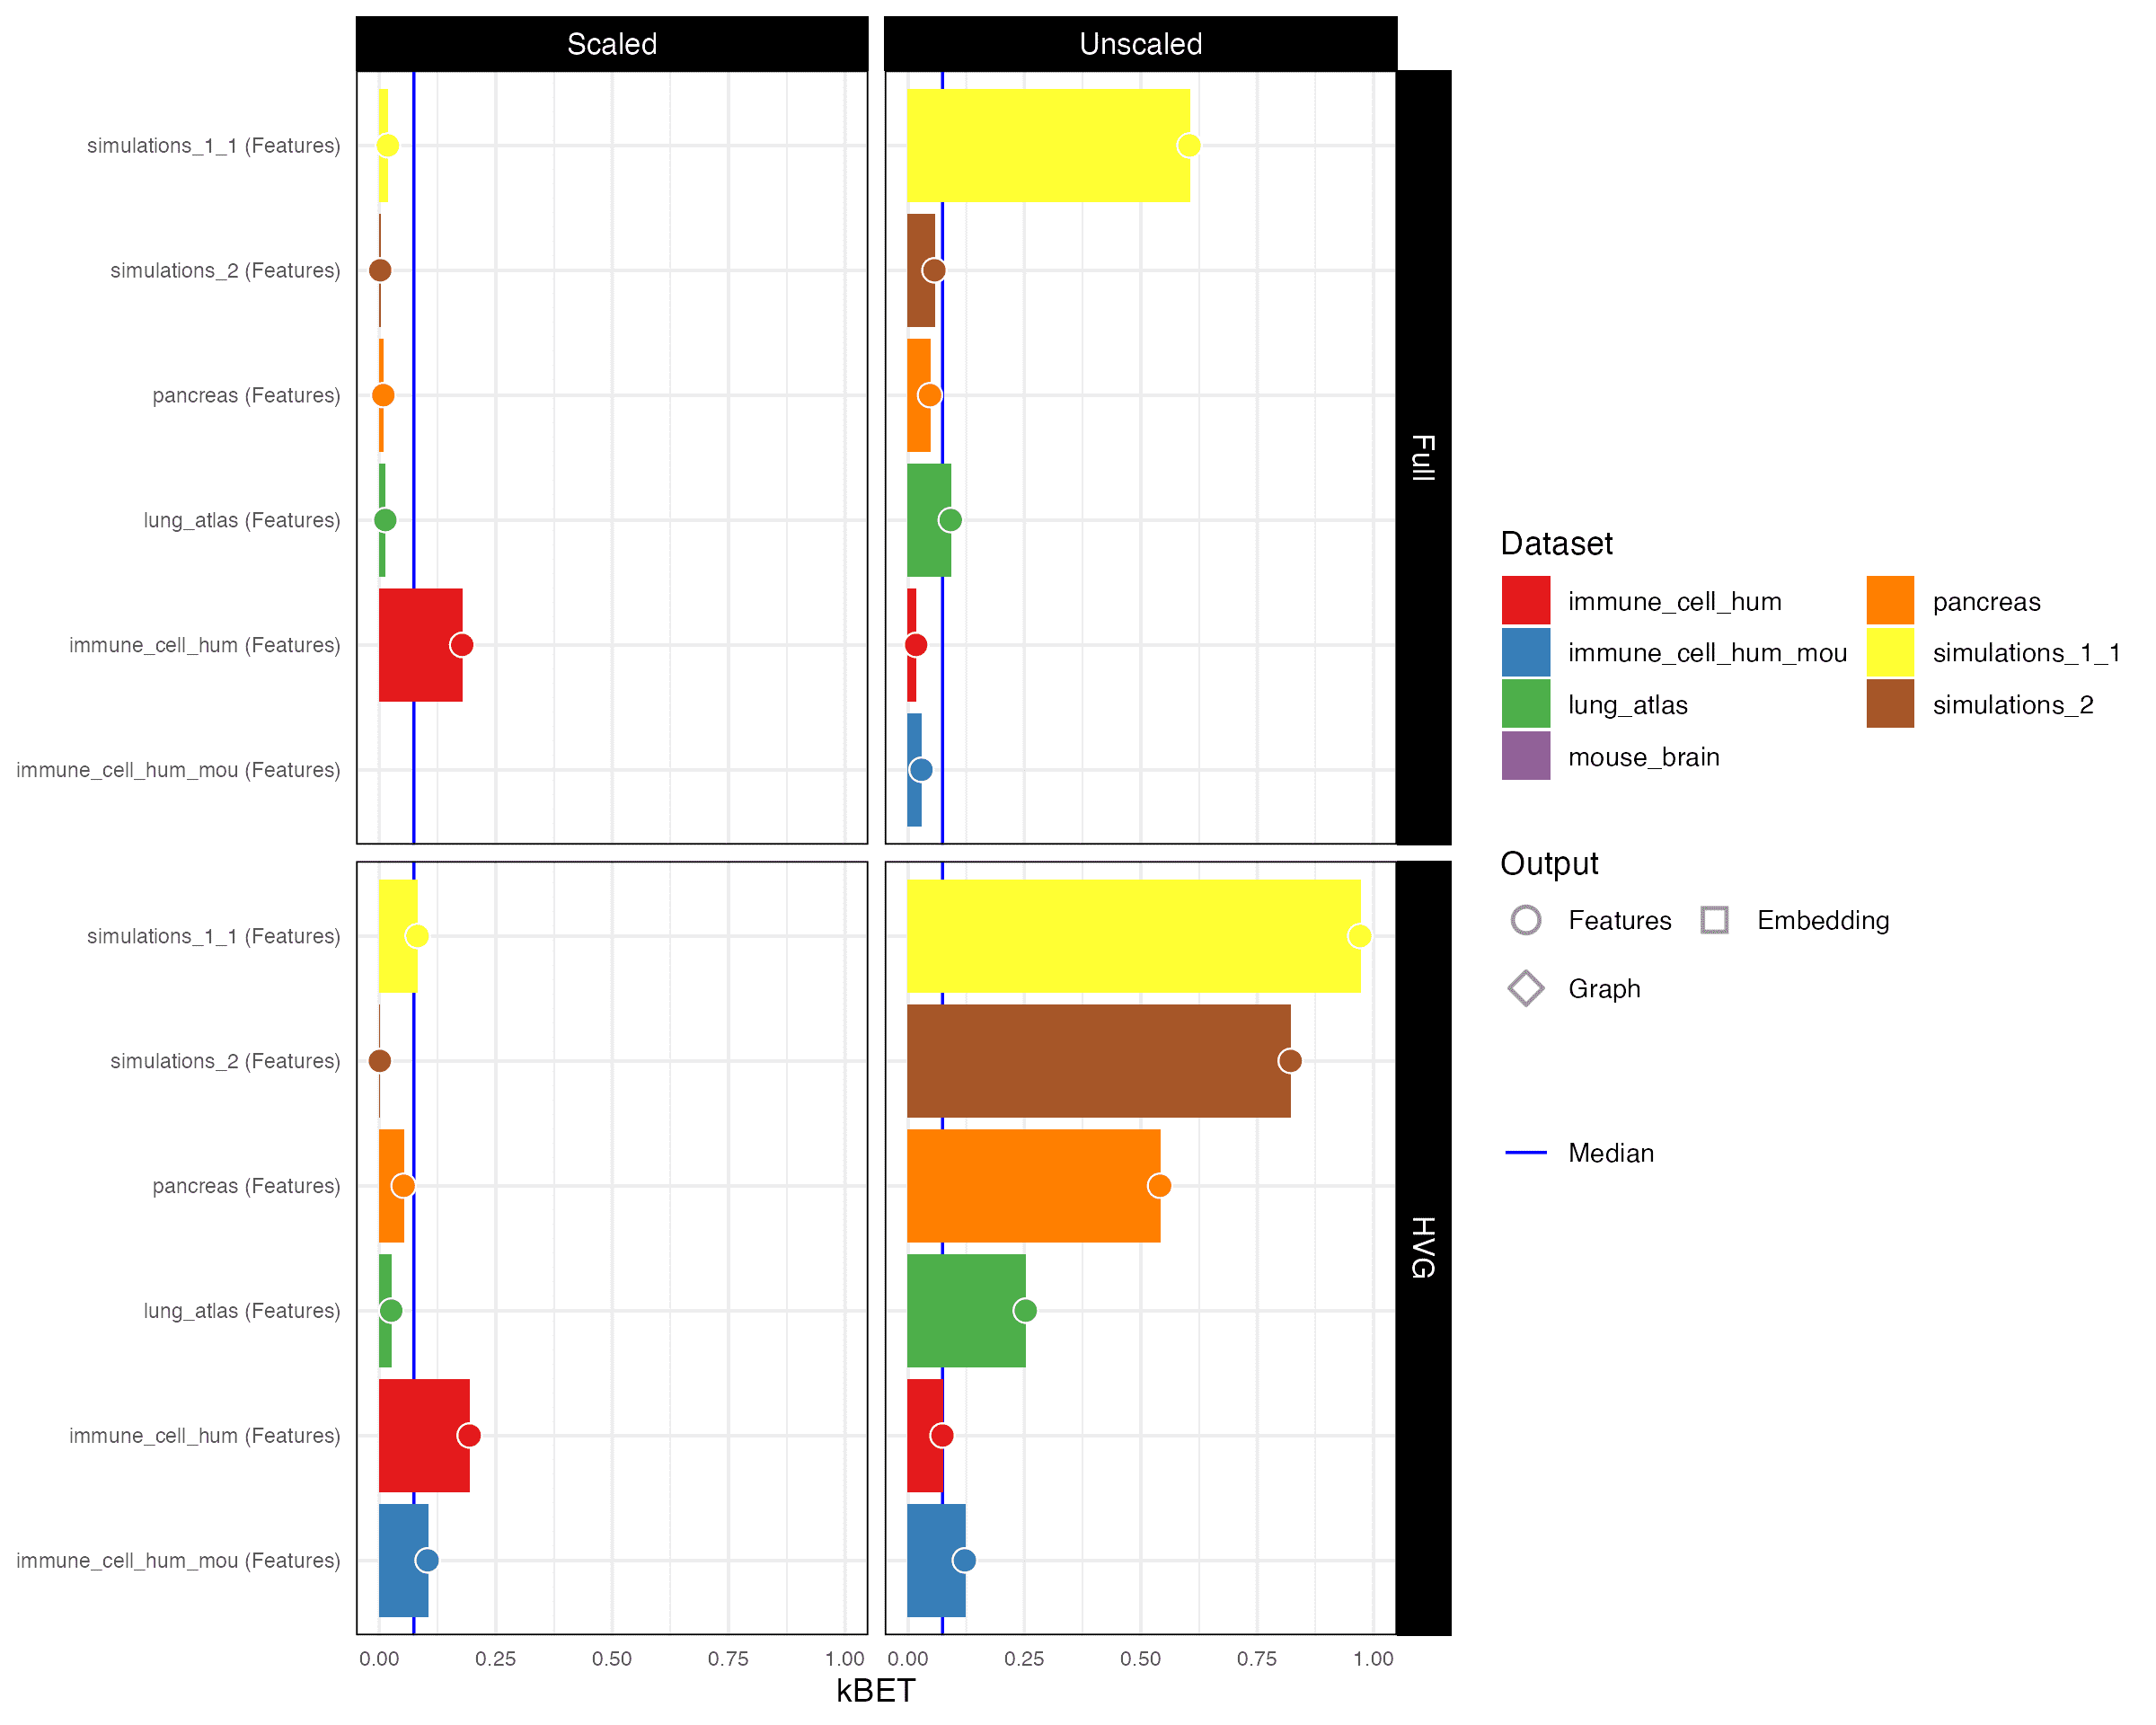 Scaled
Unscaled
simulations_1_1 (Features)
simulations_2 (Features)
pancreas (Features)
lung_atlas (Features)
immune_cell_hum (Features)
immune_cell_hum_mou (Features)
Full
simulations_1_1 (Features)
simulations_2 (Features)
pancreas (Features)
lung_atlas (Features)
immune_cell_hum (Features)
immune_cell_hum_mou (Features)
HVG
0.00 0.25 0.50 0.75 1.00
0.00 0.25 0.50 0.75 1.00
kBET
Dataset
immune_cell_hum
immune_cell_hum_mou
lung_atlas
mouse_brain
pancreas
simulations_1_1
simulations_2
Output
Features
Embedding
Graph
Median